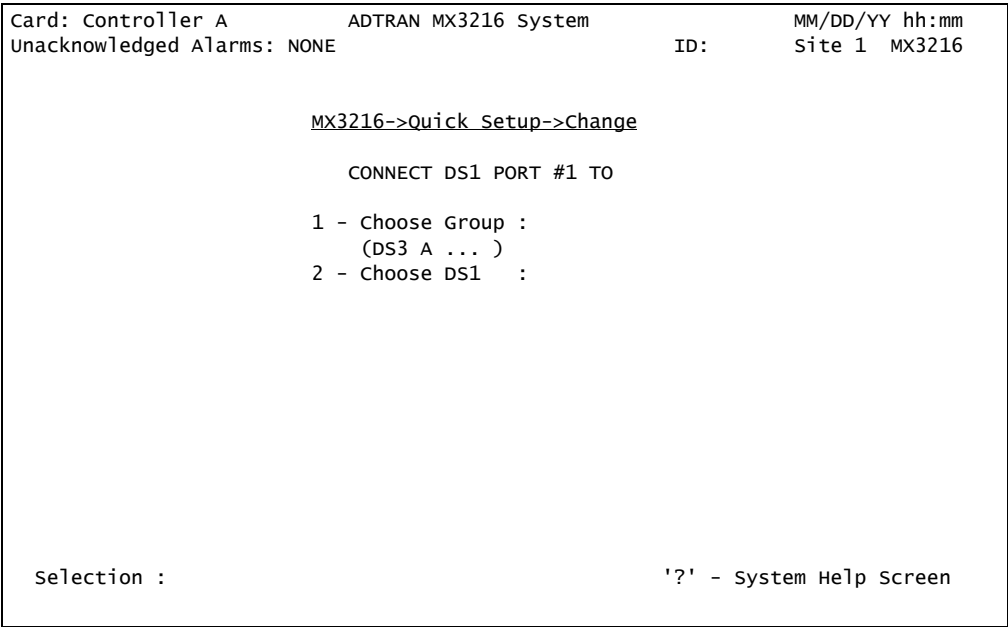 Card: Controller A ADTRAN MX3216 System MM/DD/YY hh:mm
Unacknowledged Alarms: NONE ID: Site 1 MX3216
MX3216->Quick Setup->Change
CONNECT DS1 PORT #1 TO
1 - Choose Group :
(DS3 A ... )
2 - Choose DS1 :
Selection : '?' - System Help Screen